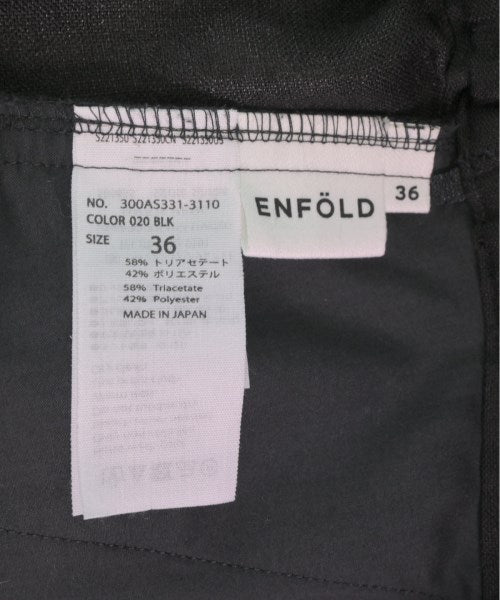 NO. 300AS331-3110
COLOR 020 BLK
SIZE 36
58% トリアセテート
42% ポリエステル
58% Triacetate
42% Polyester
MADE IN JAPAN
ENFÖLD
36